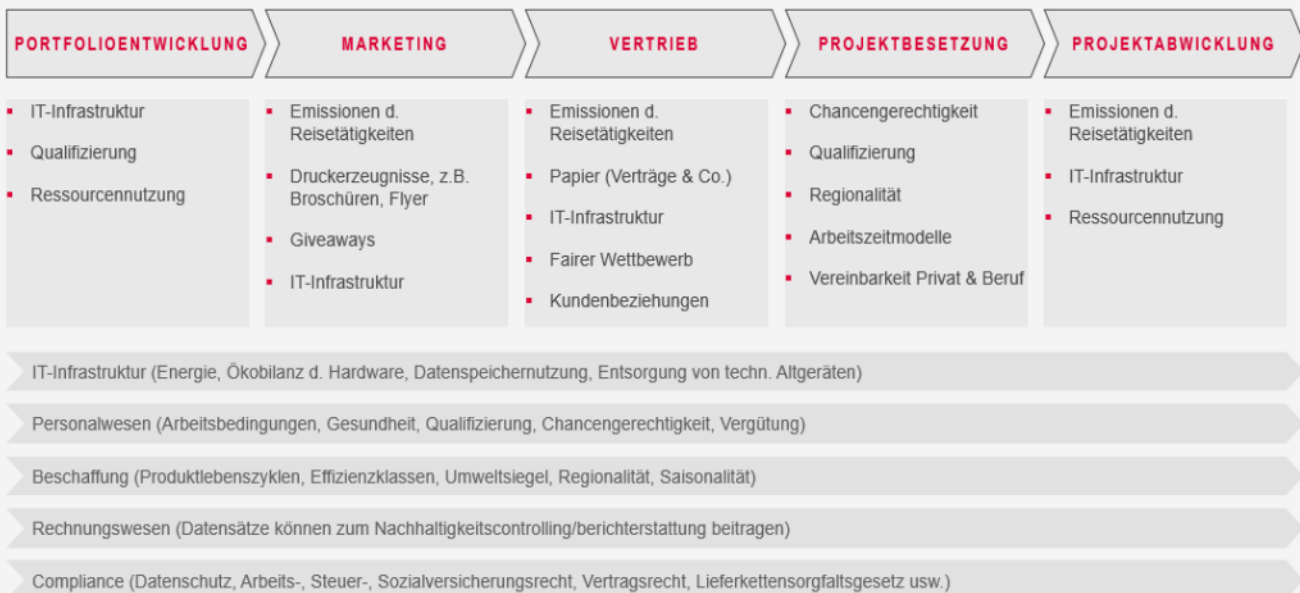 PORTFOLIOENTWICKLUNG
MARKETING
VERTRIEB
PROJEKTBESETZUNG
PROJEKTABWICKLUNG
IT-Infrastruktur
Qualifizierung
Ressourcennutzung
Emissionen d.
Reisetätigkeiten
Druckerzeugnisse, z.B.
Broschüren, Flyer
Giveaways
IT-Infrastruktur
Emissionen d.
Reisetätigkeiten
Papier (Verträge & Co.)
IT-Infrastruktur
Fairer Wettbewerb
Kundenbeziehungen
Chancengerechtigkeit
Qualifizierung
Regionalität
Arbeitszeitmodelle
Vereinbarkeit Privat & Beruf
Emissionen d.
Reisetätigkeiten
IT-Infrastruktur
Ressourcennutzung
IT-Infrastruktur (Energie, Ökobilanz d. Hardware, Datenspeichernutzung, Entsorgung von techn. Altgeräten)
Personalwesen (Arbeitsbedingungen, Gesundheit, Qualifizierung, Chancengerechtigkeit, Vergütung)
Beschaffung (Produktlebenszyklen, Effizienzklassen, Umweltsiegel, Regionalität, Saisonalität)
Rechnungswesen (Datensätze können zum Nachhaltigkeitscontrolling/berichterstattung beitragen)
Compliance (Datenschutz, Arbeits-, Steuer-, Sozialversicherungsrecht, Vertragsrecht, Lieferkettensorgfaltsgesetz usw.)